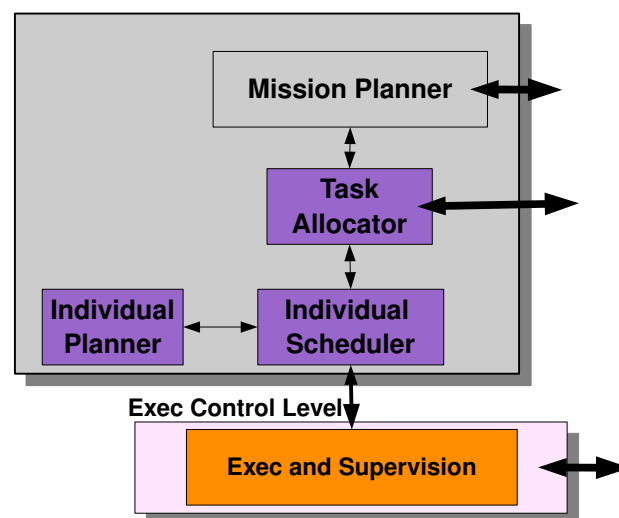 Mission Planner
Task
Allocator
Individual
Planner
Individual
Scheduler
Exec Control Level
Exec and Supervision